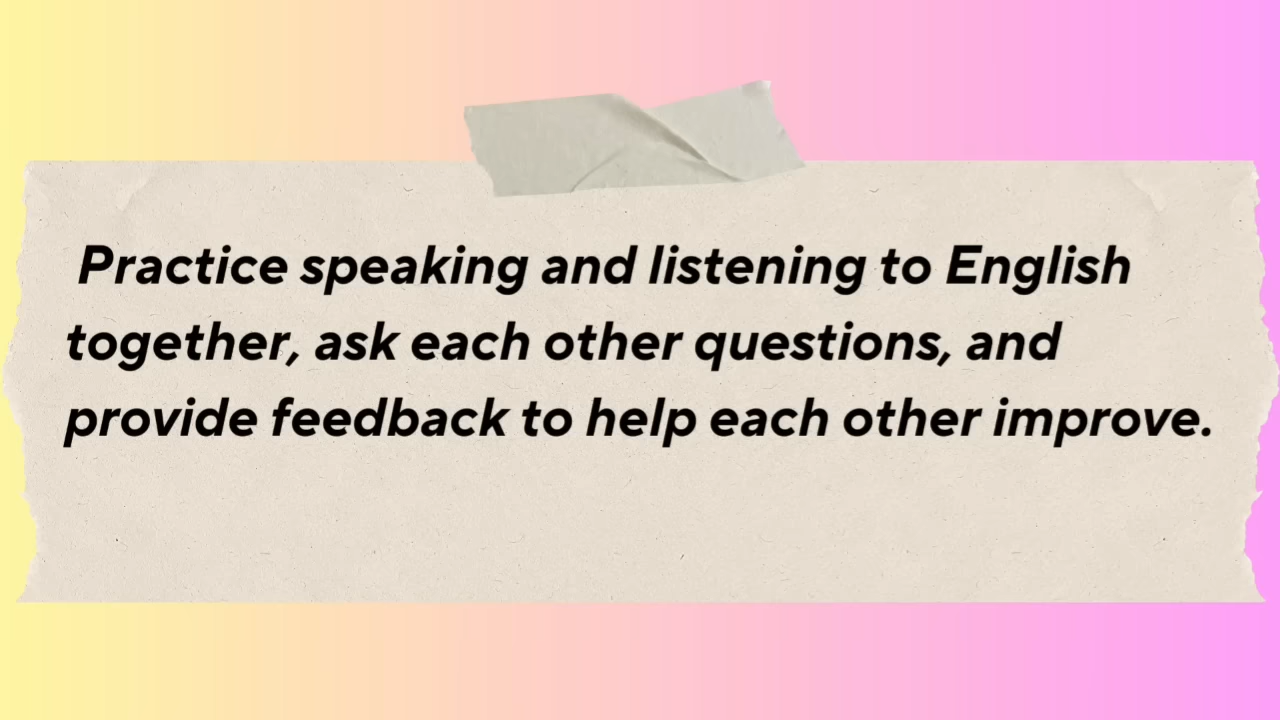 Practice speaking and listening to English
together, ask each other questions, and
provide feedback to help each other improve.